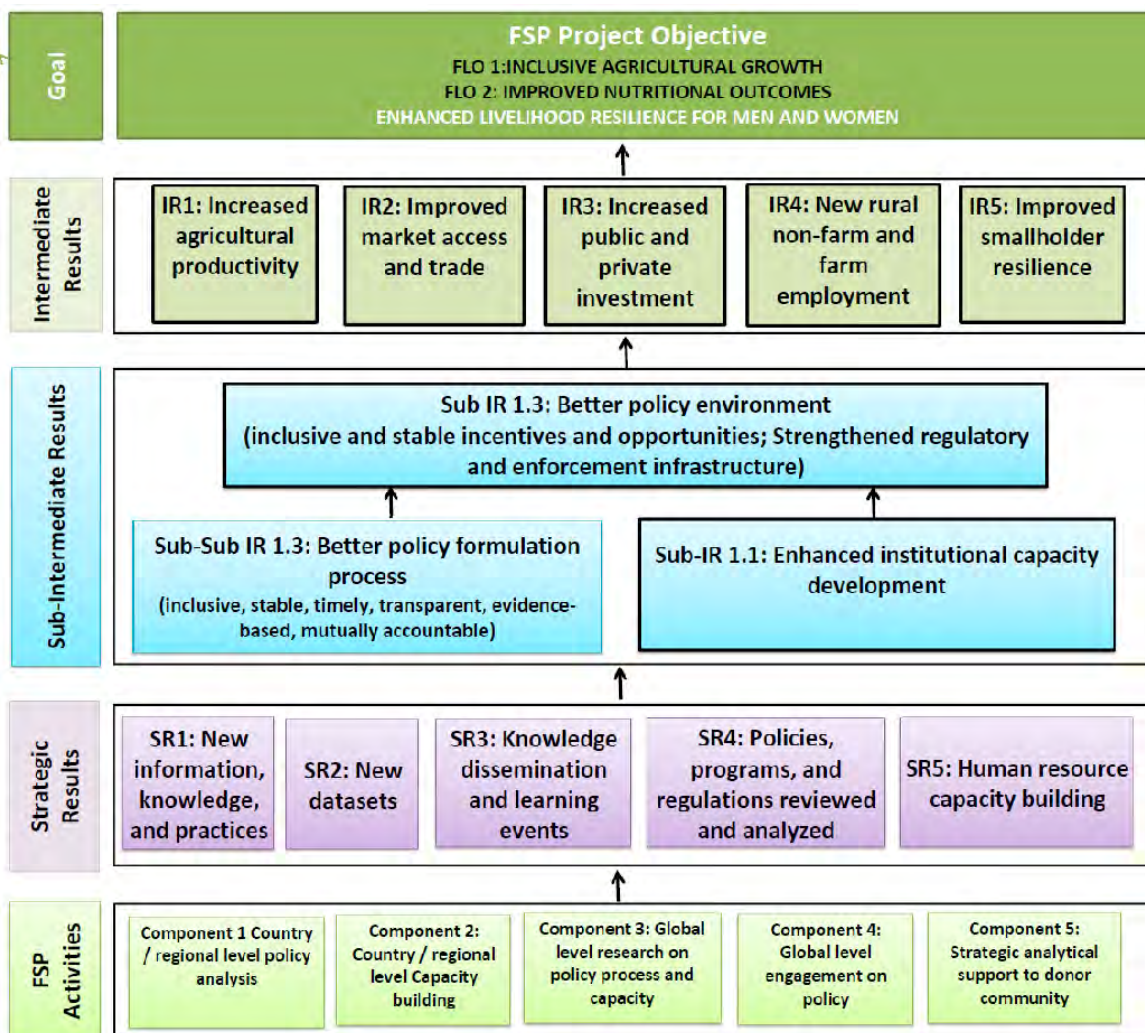 Goal
FSP Project Objective
FLO 1:INCLUSIVE AGRICULTURAL GROWTH
FLO 2: IMPROVED NUTRITIONAL OUTCOMES
ENHANCED LIVELIHOOD RESILIENCE FOR MEN AND WOMEN
Intermediate
Results
IR1: Increased
agricultural
productivity
IR2: Improved
market access
and trade
IR3: Increased
public and
private
investment
IR4: New rural
non-farm and
farm
employment
IR5: Improved
smallholder
resilience
Sub-Intermediate Results
Sub IR 1.3: Better policy environment
(inclusive and stable incentives and opportunities; Strengthened regulatory
and enforcement infrastructure)
Sub-Sub IR 1.3: Better policy formulation
process
(inclusive, stable, timely, transparent, evidence-
based, mutually accountable)
Sub-IR 1.1: Enhanced institutional capacity
development
Strategic
Results
SR1: New
information,
knowledge,
and practices
SR2: New
datasets
SR3: Knowledge
dissemination
and learning
events
SR4: Policies,
programs, and
regulations reviewed
and analyzed
SR5: Human resource
capacity building
FSP
Activities
Component 1 Country
/ regional level policy
analysis
Component 2:
Country / regional
level Capacity
building
Component 3: Global
level research on
policy process and
capacity
Component 4:
Global level
engagement on
policy
Component 5:
Strategic analytical
support to donor
community